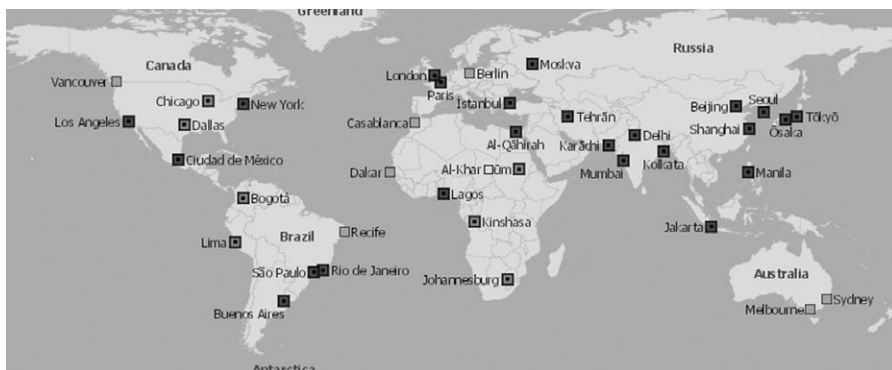 Greenland
Russia
Canada
Moskva
London
Berlin
Vancouver
Paris
Chicago
New York
İstanbul
Beijing
Seoul
Los Angeles
Dallas
Casablanca
Tehrān
Tōkyō
Shanghai
Ōsaka
Al-Qāhirah
Karāchi
Delhi
Ciudad de México
Dakar
Al-Khar□ūm
Mumbai
Kolkata
Manila
Bogotá
Lagos
Kinshasa
Jakarta
Lima
Brazil
Recife
São Paulo
Rio de Janeiro
Johannesburg
Australia
Buenos Aires
Sydney
Melbourne
Antarctica